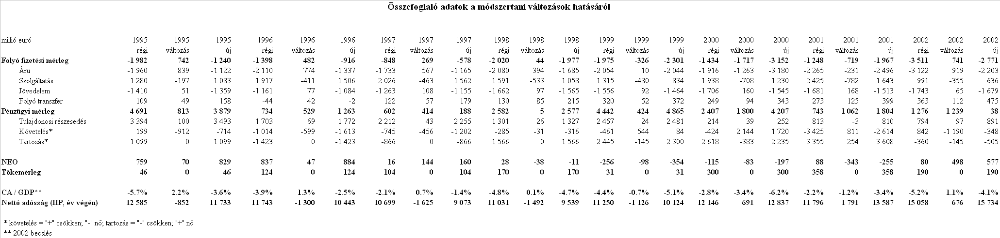 Összefoglaló adatok a módszertani változások hatásáról
millió euró 1995 1995 1995 1996 1996 1996 1997 1997 1997 1998 1998 1998 1999 1999 1999 2000 2000 2000 2001 2001 2001 2002 2002 2002
régi változás új régi változás új régi változás új régi változás új régi változás új régi változás új régi változás új régi változás új
Folyó fizetési mérleg -1 982 742 -1 240 -1 398 482 -916 -848 269 -578 -2 020 44 -1 977 -1 975 -326 -2 301 -1 434 -1 717 -3 152 -1 248 -719 -1 967 -3 511 741 -2 771
Áru -1 960 839 -1 122 -2 110 774 -1 337 -1 733 567 -1 165 -2 080 394 -1 685 -2 054 10 -2 044 -1 916 -1 263 -3 180 -2 265 -231 -2 496 -3 122 919 -2 203
Szolgáltatás 1 280 -197 1 083 1 917 -411 1 506 2 026 -463 1 562 1 591 -533 1 058 1 315 -480 834 1 938 -708 1 230 2 425 -782 1 643 991 -355 636
Jövedelem -1 410 51 -1 359 -1 161 77 -1 084 -1 263 108 -1 155 -1 662 97 -1 565 -1 556 92 -1 464 -1 706 160 -1 545 -1 681 168 -1 513 -1 743 65 -1 679
Folyó transzfer 109 49 158 -44 42 -2 122 57 179 130 85 215 320 52 372 249 94 343 273 125 399 363 112 475
Pénzügyi mérleg 4 691 -813 3 879 -734 -529 -1 263 602 -414 188 2 582 -5 2 577 4 442 424 4 865 2 407 1 800 4 207 743 1 062 1 804 1 276 -1 239 38
Tulajdonosi részesedés 3 394 100 3 493 1 703 69 1 772 2 212 43 2 255 1 301 26 1 327 2 457 24 2 481 214 39 252 813 -3 810 794 97 891
Követelés* 199 -912 -714 -1 014 -599 -1 613 -745 -456 -1 202 -285 -31 -316 -461 544 84 -424 2 144 1 720 -3 425 811 -2 614 842 -1 190 -348
Tartozás* 1 099 0 1 099 -1 423 0 -1 423 -866 0 -866 1 566 0 1 566 2 445 -145 2 300 2 618 -383 2 235 3 355 254 3 608 -360 -145 -505
NEO 759 70 829 837 47 884 16 144 160 28 -38 -11 -256 -98 -354 -115 -83 -197 88 -343 -255 80 498 577
Tőkemérleg 46 0 46 124 0 124 104 0 104 170 0 170 31 0 31 300 0 300 358 0 358 190 0 190
CA / GDP** -5.7% 2.2% -3.6% -3.9% 1.3% -2.5% -2.1% 0.7% -1.4% -4.8% 0.1% -4.7% -4.4% -0.7% -5.1% -2.8% -3.4% -6.2% -2.2% -1.2% -3.4% -5.2% 1.1% -4.1%
Nettó adósság (IIP, év végén) 12 585 -852 11 733 11 743 -1 300 10 443 10 699 -1 625 9 073 11 031 -1 492 9 539 11 250 -1 126 10 124 12 146 691 12 837 11 796 1 791 13 587 15 058 676 15 734
* követelés = "+" csökken; "-" nő; tartozás = "-" csökken; "+" nő
** 2002 becslés